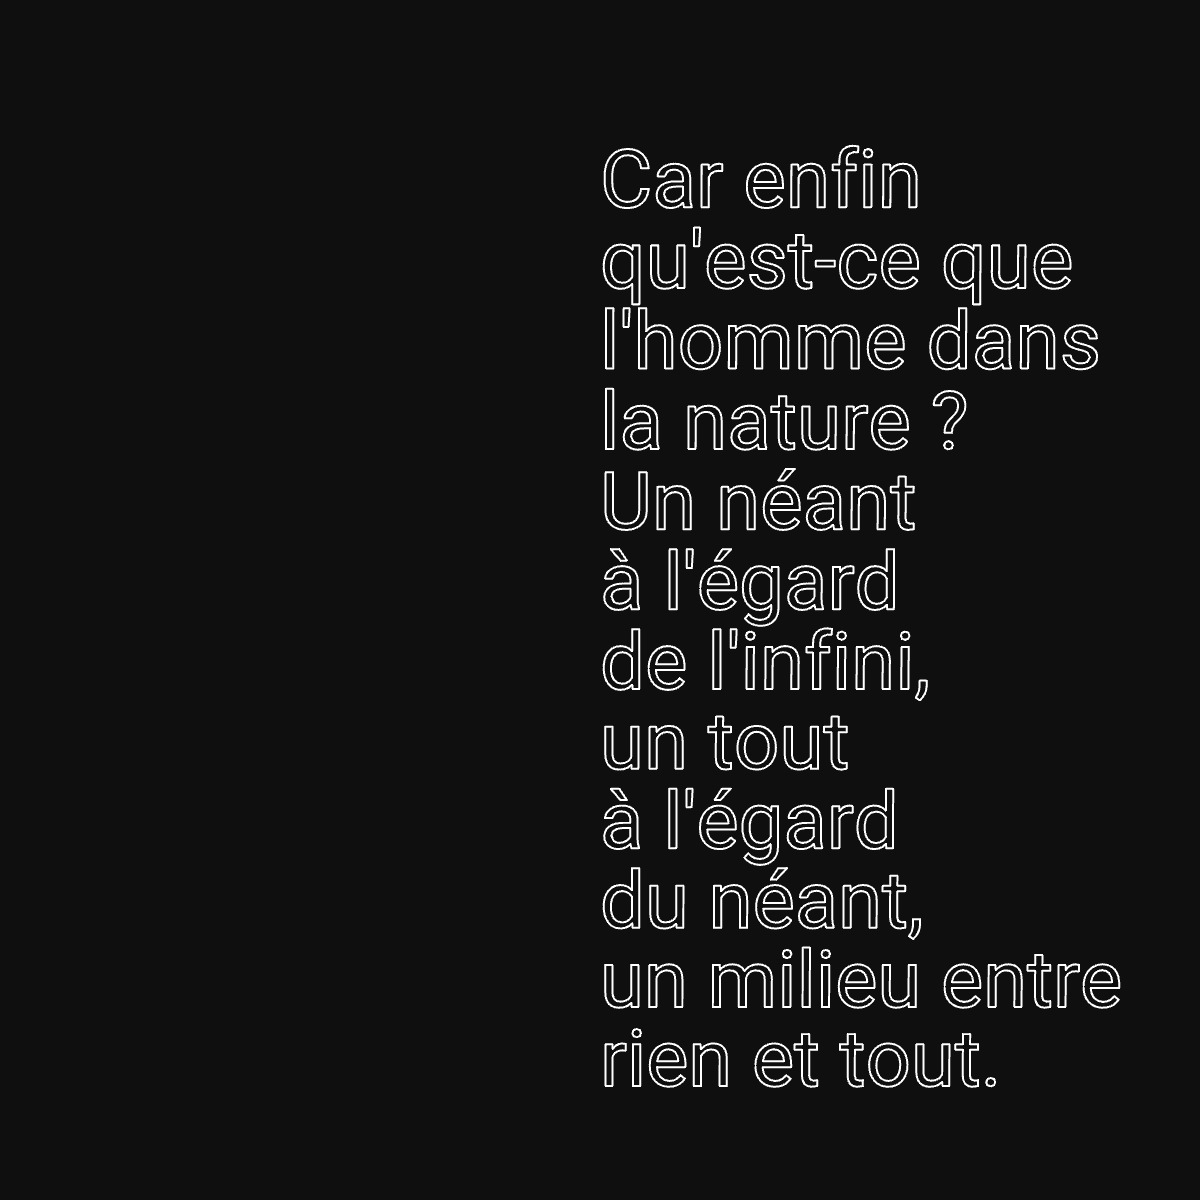 Car enfin
qu'est-ce que
l'homme dans
la nature ?
Un néant
à l'égard
de l'infini,
un tout
à l'égard
du néant,
un milieu entre
rien et tout.